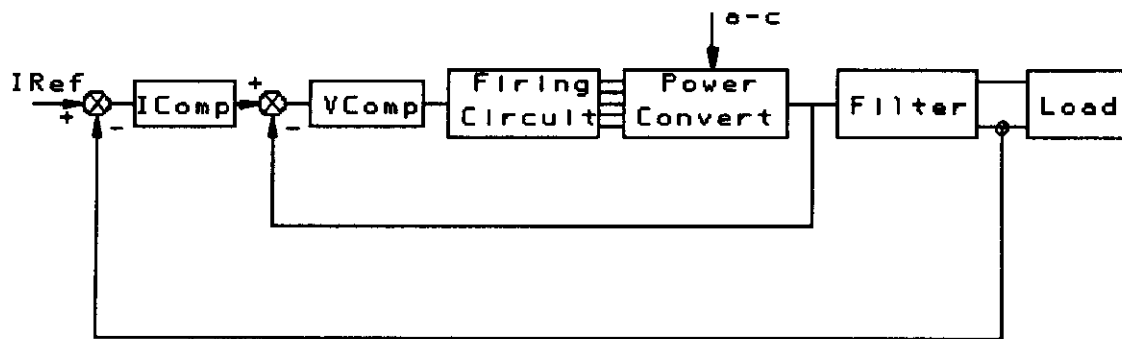 a-c
IRef
+
-
IComp
+
-
VComp
Firing
Circuit
Power
Convert
Filter
Load